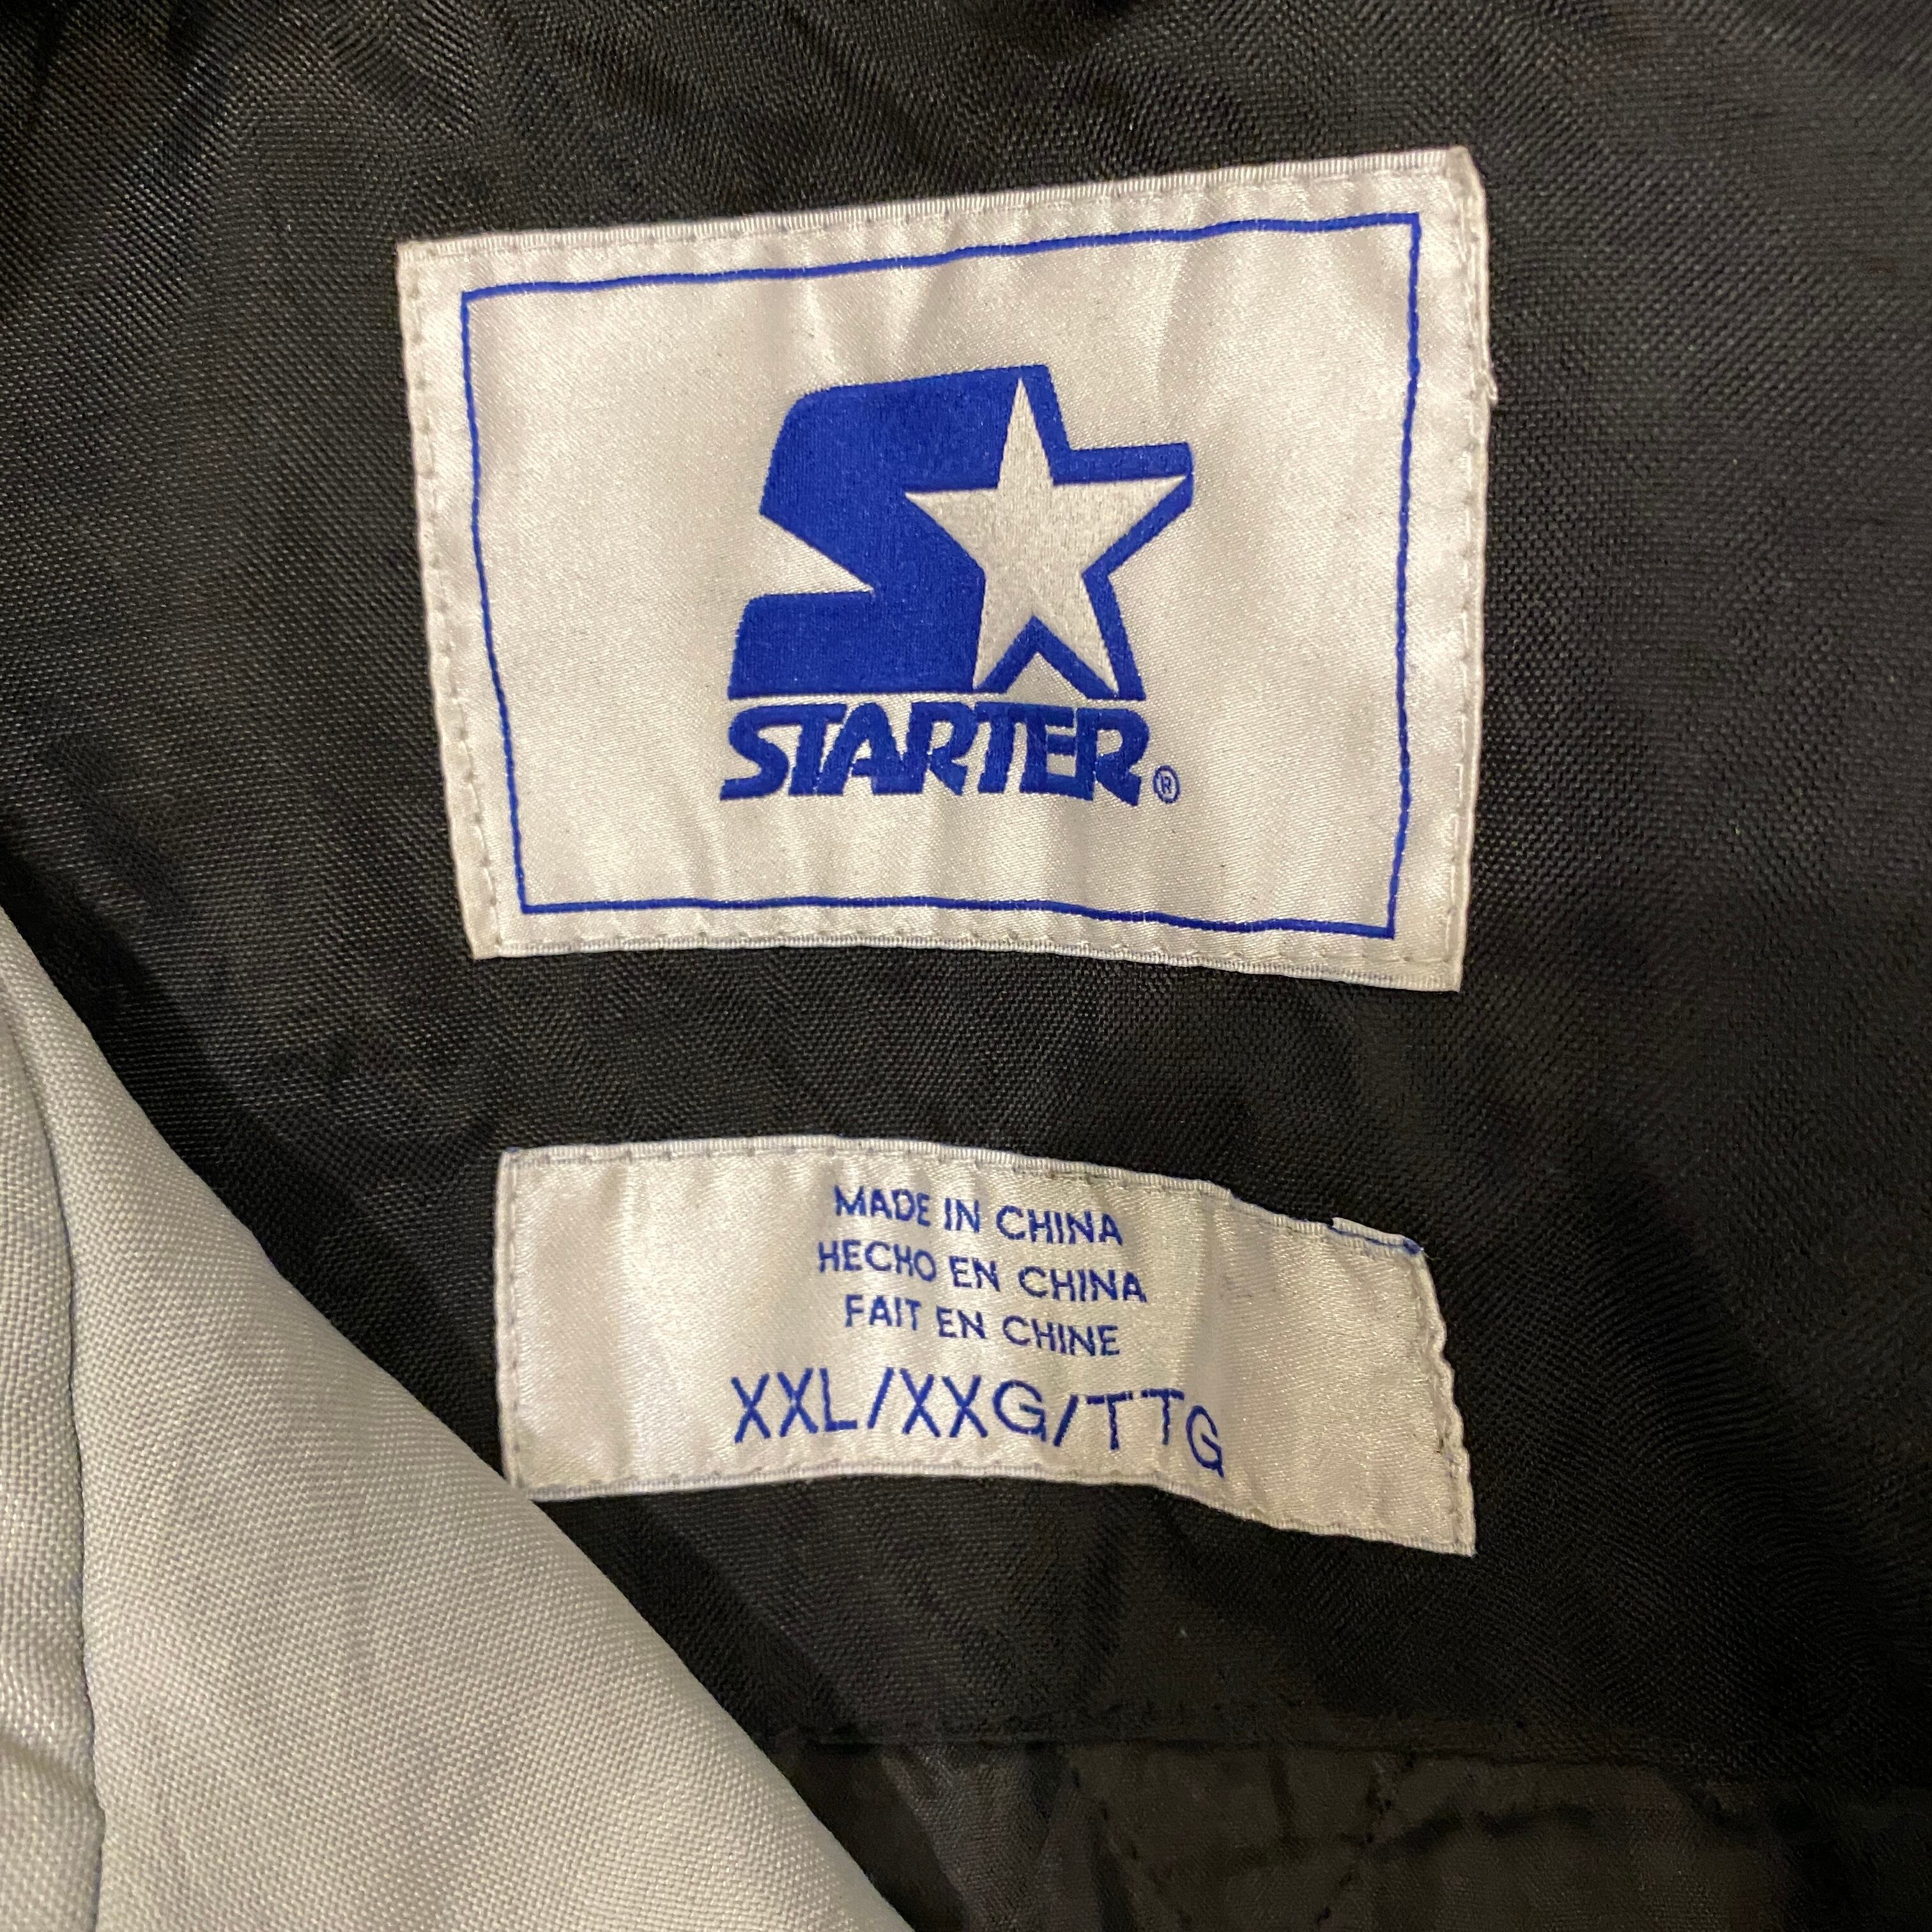 STARTER®
MADE IN CHINA
HECHO EN CHINA
FAIT EN CHINE
XXL/XXG/TTG